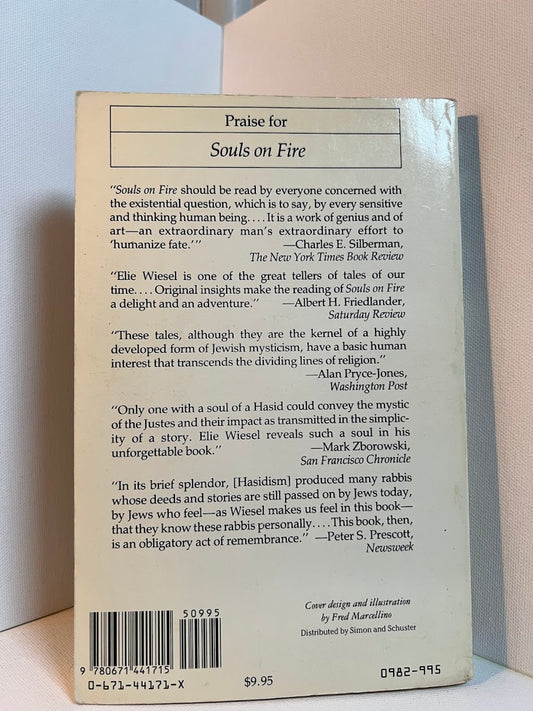 Praise for
Souls on Fire
"Souls on Fire should be read by everyone concerned with
the existential question, which is to say, by every sensitive
and thinking human being.... It is a work of genius and of
art—an extraordinary man's extraordinary effort to
'humanize fate.'" —Charles E. Silberman,
The New York Times Book Review
"Elie Wiesel is one of the great tellers of tales of our
time.... Original insights make the reading of Souls on Fire
a delight and an adventure." —Albert H. Friedlander,
Saturday Review
"These tales, although they are the kernel of a highly
developed form of Jewish mysticism, have a basic human
interest that transcends the dividing lines of religion."
—Alan Pryce-Jones,
Washington Post
"Only one with a soul of a Hasid could convey the mystic
of the Justes and their impact as transmitted in the simplic-
ity of a story. Elie Wiesel reveals such a soul in his
unforgettable book." —Mark Zborowski,
San Francisco Chronicle
"In its brief splendor, [Hasidism] produced many rabbis
whose deeds and stories are still passed on by Jews today,
by Jews who feel—as Wiesel makes us feel in this book—
that they know these rabbis personally.... This book, then,
is an obligatory act of remembrance." —Peter S. Prescott,
Newsweek
Cover design and illustration
by Fred Marcellino
Distributed by Simon and Schuster
50995
9 780671 441715
0-671-44171-X
$9.95
0982-995